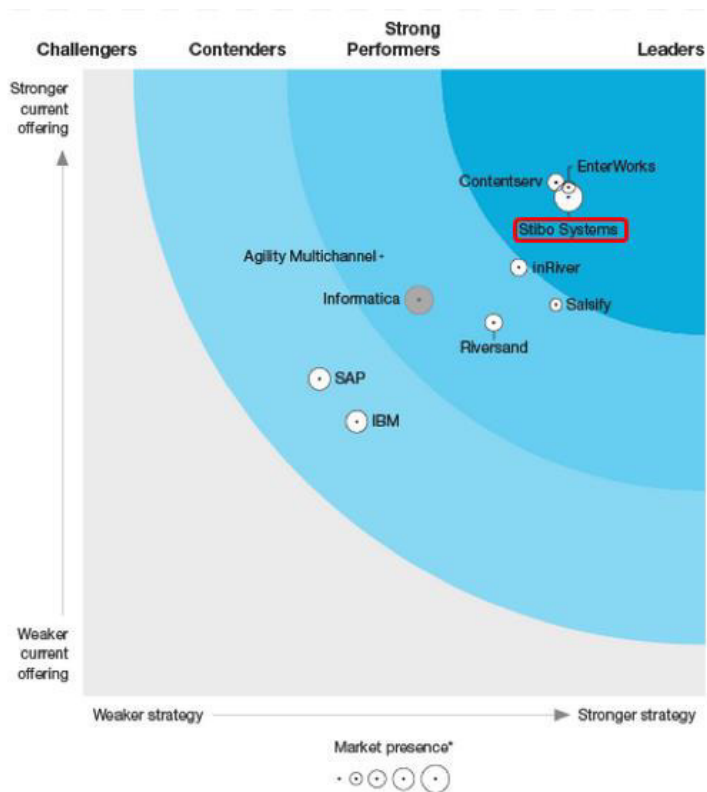 Challengers
Contenders
Strong
Performers
Leaders
Stronger
current
offering
EnterWorks
Contentserv
Stibo Systems
Agility Multichannel
inRiver
Informatica
Salsify
Riversand
SAP
IBM
Weaker
current
offering
Weaker strategy
Stronger strategy
Market presence*